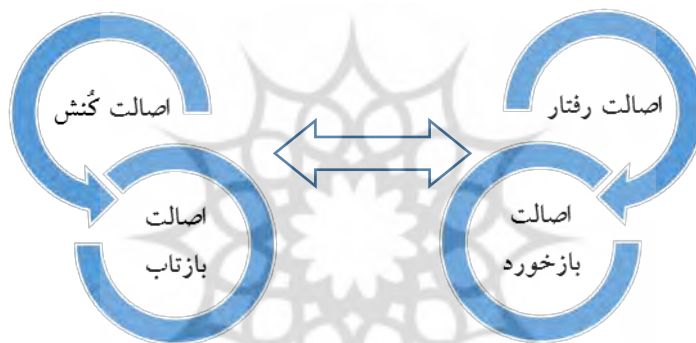 اصالت رفتار
اصالت
بازخورد
اصالت کُنش
اصالت
بازتاب